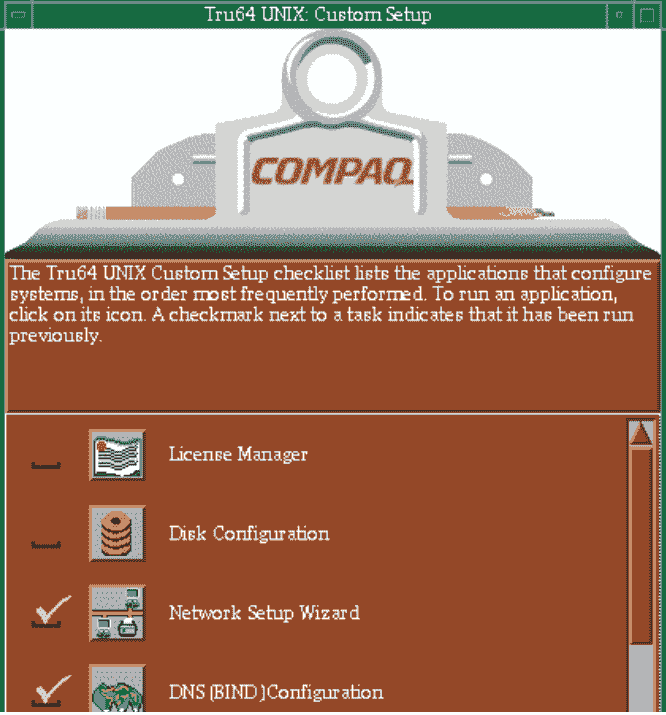 Tru64 UNIX: Custom Setup
COMPAQ
The Tru64 UNIX Custom Setup checklist lists the applications that configure
systems, in the order most frequently performed. To run an application,
click on its icon. A checkmark next to a task indicates that it has been run
previously.
License Manager
Disk Configuration
Network Setup Wizard
DNS (BIND )Configuration